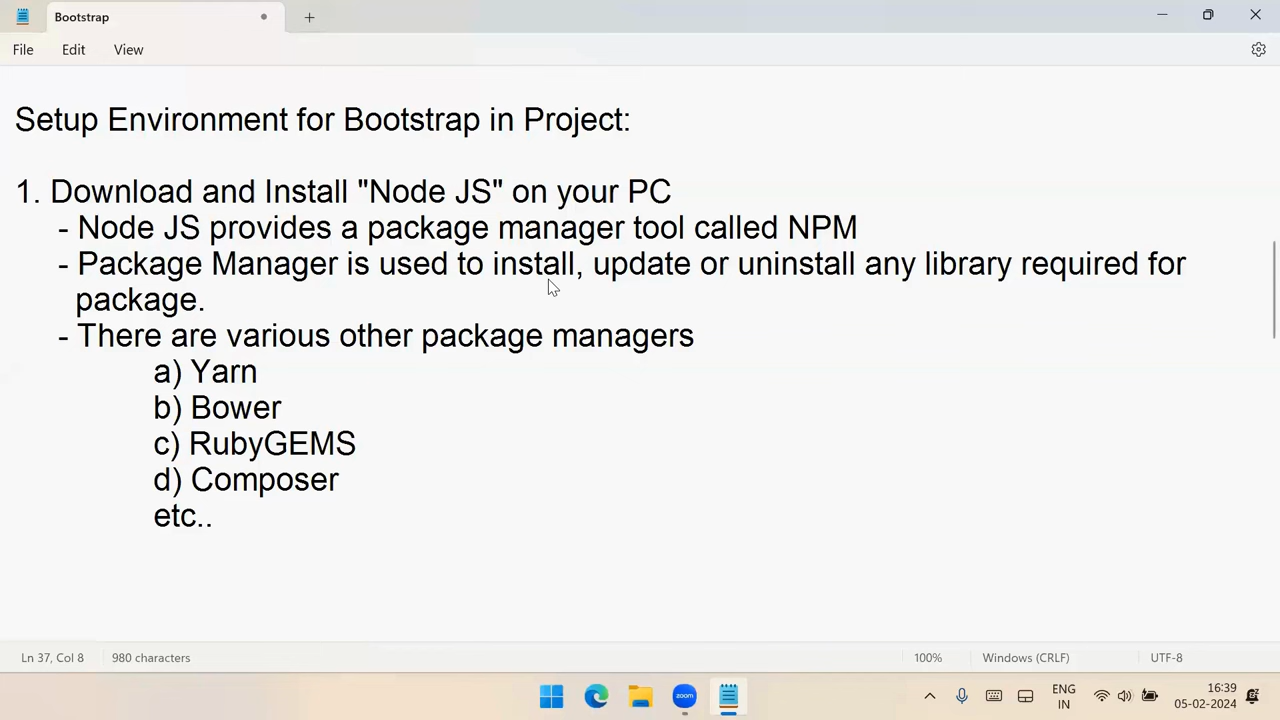 Bootstrap
File Edit View
Setup Environment for Bootstrap in Project:
1. Download and Install "Node JS" on your PC
- Node JS provides a package manager tool called NPM
- Package Manager is used to install, update or uninstall any library required for
package.
- There are various other package managers
a) Yarn
b) Bower
c) RubyGEMS
d) Composer
etc..
Ln 37, Col 8 980 characters 100% Windows (CRLF) UTF-8
zoom
ENG
IN
16:39
05-02-2024